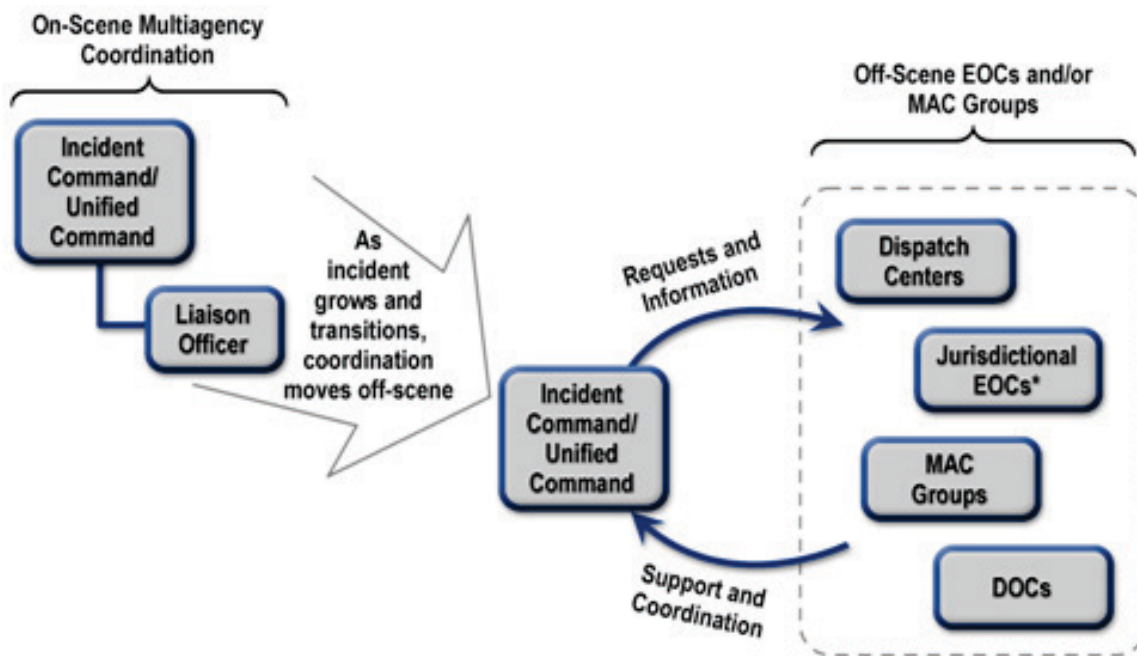 On-Scene Multiagency
Coordination
Incident
Command/
Unified
Command
Liaison
Officer
As
incident
grows and
transitions,
coordination
moves off-scene
Incident
Command/
Unified
Command
Requests and
Information
Support and
Coordination
Off-Scene EOCs and/or
MAC Groups
Dispatch
Centers
Jurisdictional
EOCs*
MAC
Groups
DOCs